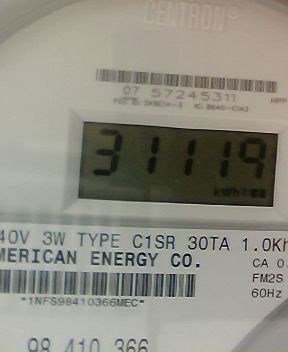 CENTRON®
07 57245311
31119
kWh
40V 3W TYPE C1SR 30TA 1.0Kh
MERICAN ENERGY CO.
CA 0.
FM2S
60Hz
*1NFS98410366MEC*
98 410 366